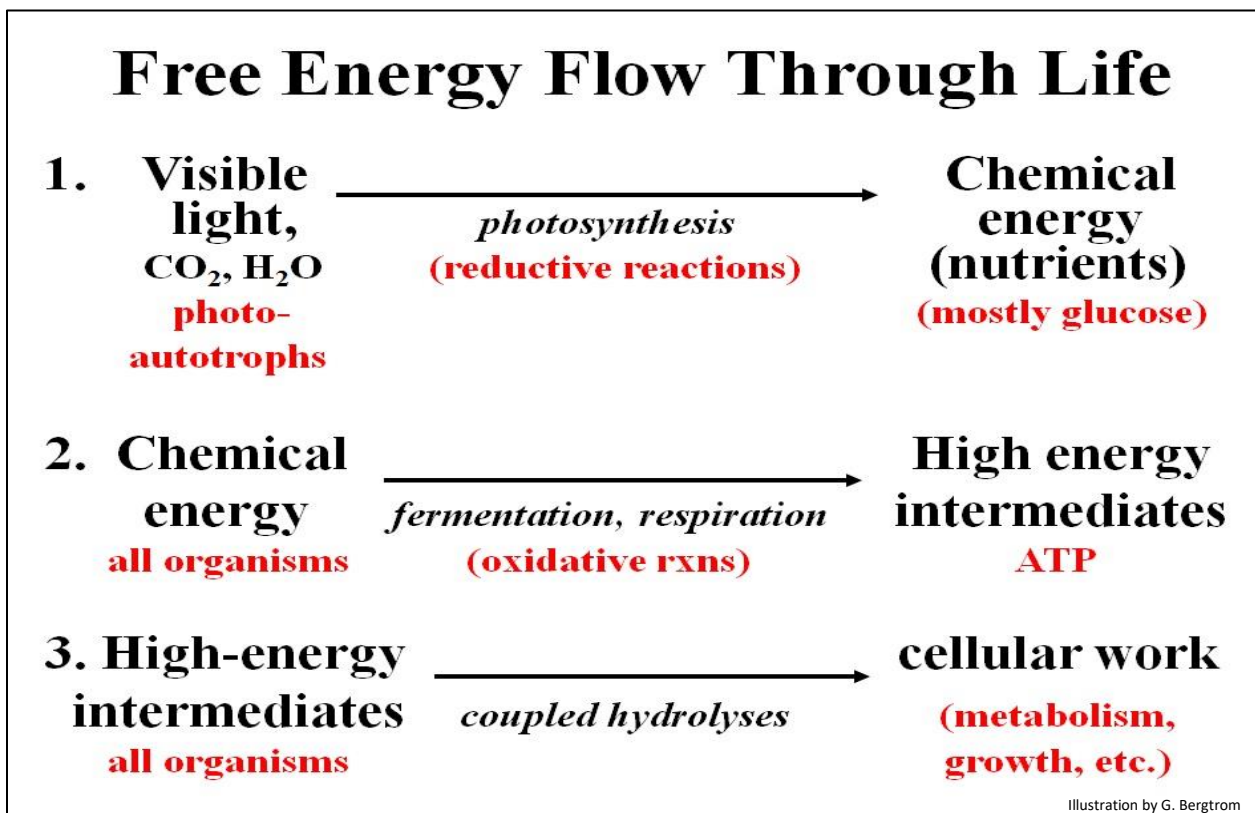 Free Energy Flow Through Life
1. Visible light, CO₂, H₂O
photo-autotrophs
photosynthesis
(reductive reactions)
Chemical energy (nutrients)
(mostly glucose)
2. Chemical energy
all organisms
fermentation, respiration
(oxidative rxns)
High energy intermediates
ATP
3. High-energy intermediates
all organisms
coupled hydrolyses
cellular work
(metabolism, growth, etc.)
Illustration by G. Bergtrom